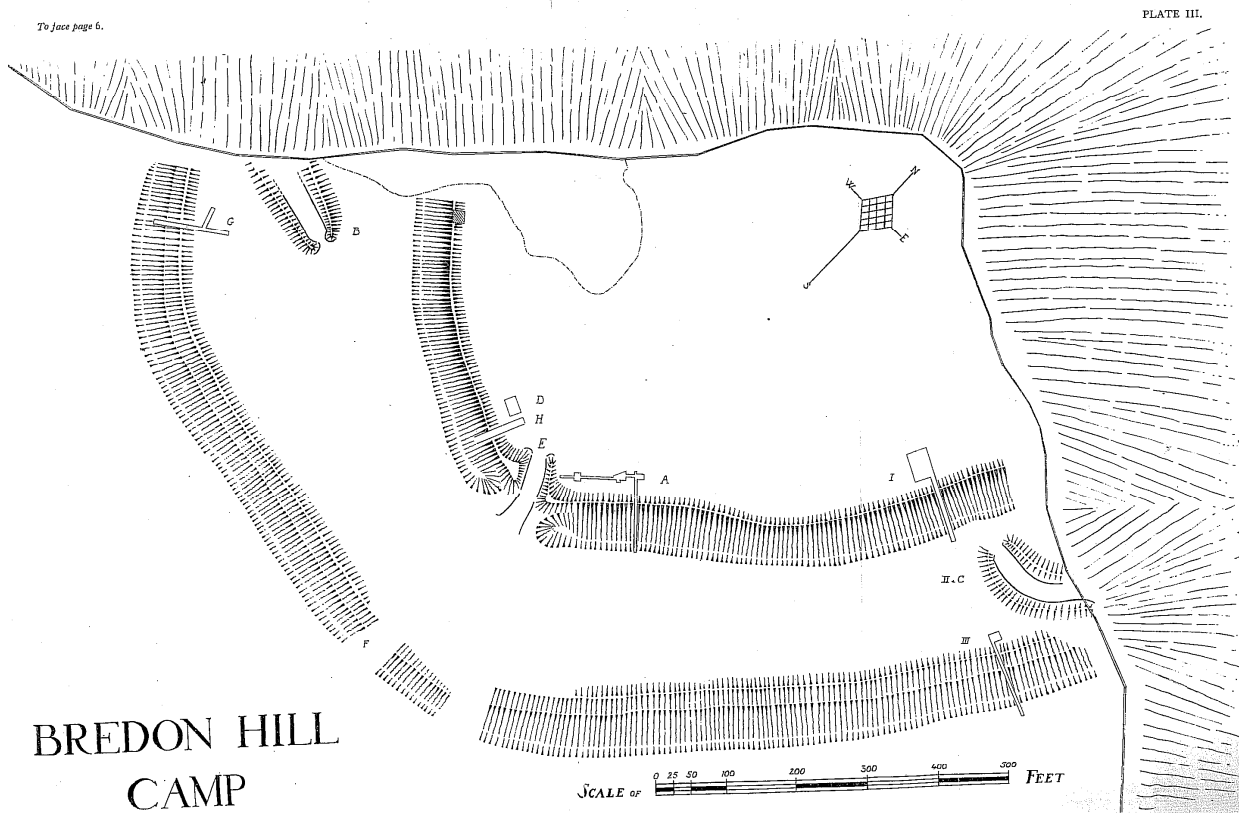 To face page 6.
PLATE III.
W N
E
S
G
B
D
H
E
A
I
II. C
F
III
BREDON HILL
CAMP
0 25 50 100 200 300 400 500
SCALE OF FEET